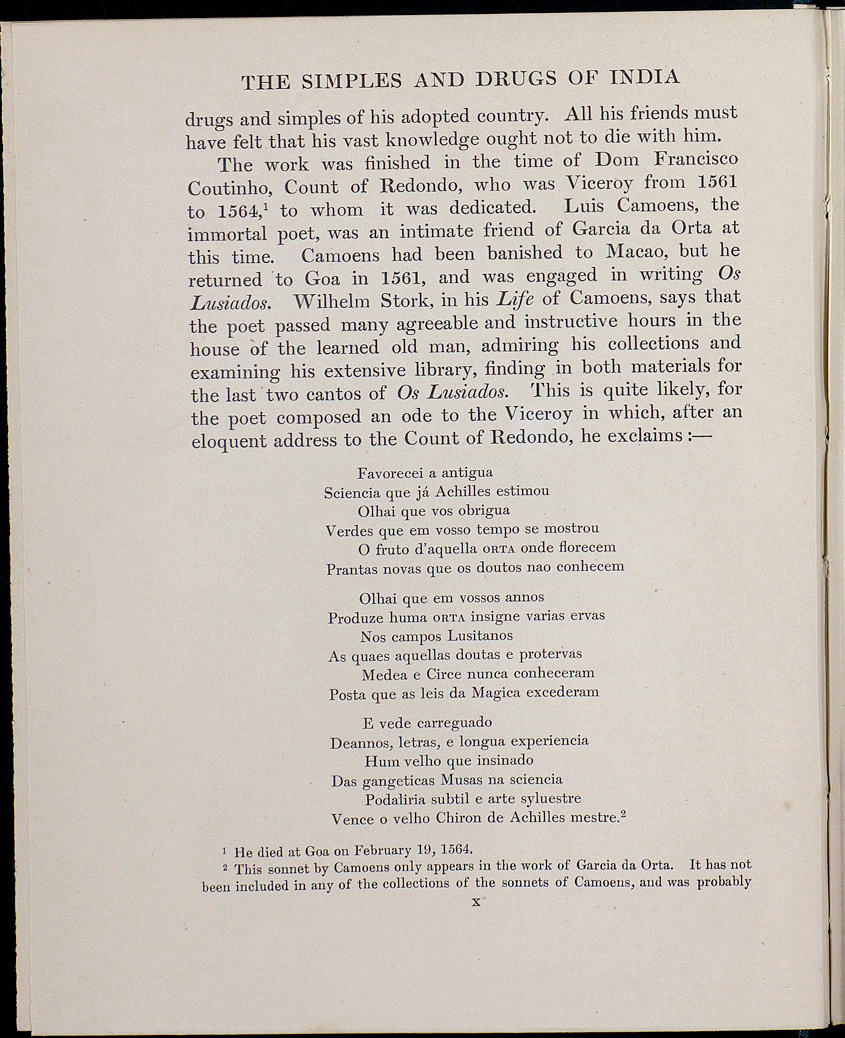 THE SIMPLES AND DRUGS OF INDIA
drugs and simples of his adopted country. All his friends must
have felt that his vast knowledge ought not to die with him.
The work was finished in the time of Dom Francisco
Coutinho, Count of Redondo, who was Viceroy from 1561
to 1564,¹ to whom it was dedicated. Luis Camoens, the
immortal poet, was an intimate friend of Garcia da Orta at
this time. Camoens had been banished to Macao, but he
returned to Goa in 1561, and was engaged in writing Os
Lusiados. Wilhelm Stork, in his Life of Camoens, says that
the poet passed many agreeable and instructive hours in the
house of the learned old man, admiring his collections and
examining his extensive library, finding in both materials for
the last two cantos of Os Lusiados. This is quite likely, for
the poet composed an ode to the Viceroy in which, after an
eloquent address to the Count of Redondo, he exclaims :—
Favorecei a antigua
Sciencia que já Achilles estimou
Olhai que vos obrigua
Verdes que em vosso tempo se mostrou
O fruto d'aquella ORTA onde florecem
Prantas novas que os doutos nao conhecem
Olhai que em vossos annos
Produze huma ORTA insigne varias ervas
Nos campos Lusitanos
As quaes aquellas doutas e protervas
Medea e Circe nunca conheceram
Posta que as leis da Magica excederam
E vede carreguado
Deannos, letras, e longua experiencia
Hum velho que insinado
Das gangeticas Musas na sciencia
Podaliria subtil e arte syluestre
Vence o velho Chiron de Achilles mestre.²
¹ He died at Goa on February 19, 1564.
² This sonnet by Camoens only appears in the work of Garcia da Orta. It has not
been included in any of the collections of the sonnets of Camoens, and was probably
x